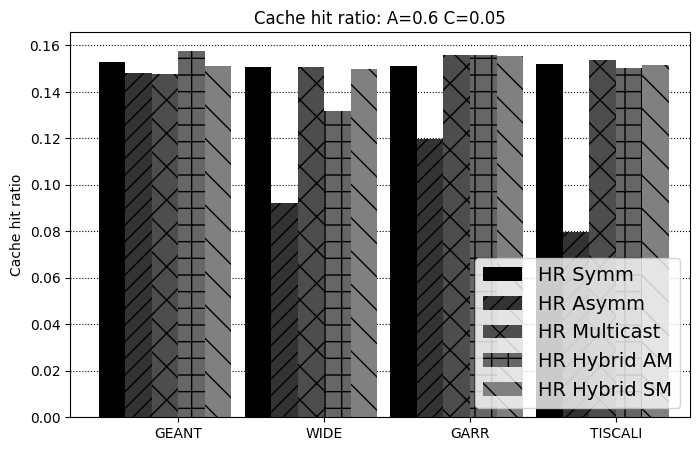 Cache hit ratio: A=0.6 C=0.05
Cache hit ratio
0.16
0.14
0.12
0.10
0.08
0.06
0.04
0.02
0.00
GEANT
WIDE
GARR
TISCALI
HR Symm
HR Asymm
HR Multicast
HR Hybrid AM
HR Hybrid SM